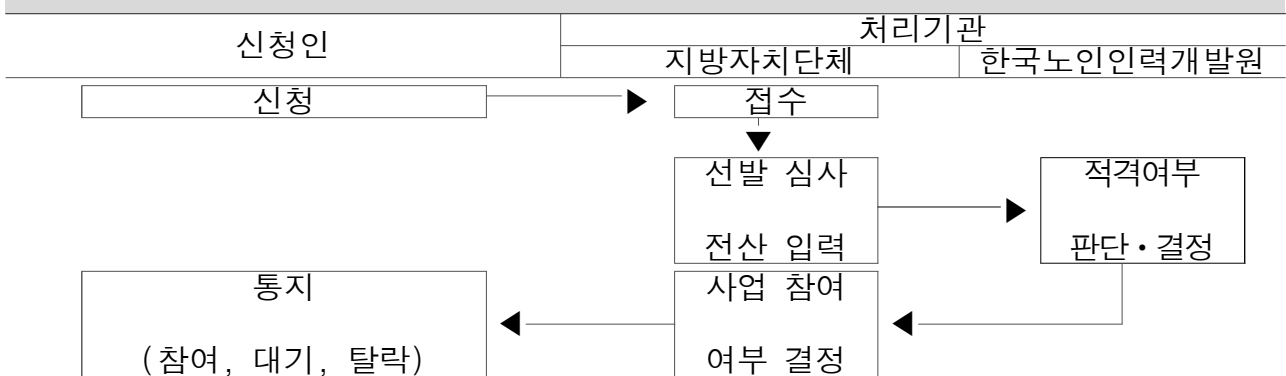 신청인
처리기관
지방자치단체
한국노인인력개발원
신청
접수
선발 심사
전산 입력
적격여부
판단·결정
통지
(참여, 대기, 탈락)
사업 참여
여부 결정